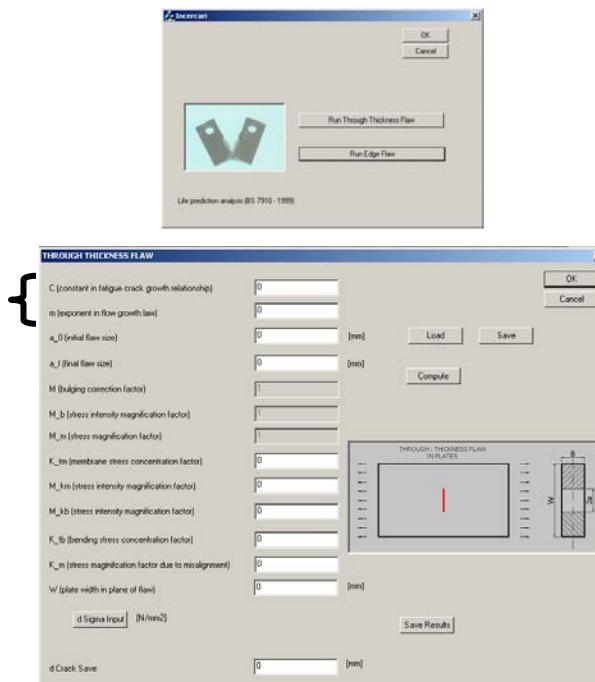 Incercari
OK
Cancel
Run Through Thickness Flaw
Run Edge Flaw
Life prediction analysis (BS 7910 - 1999)
THROUGH THICKNESS FLAW
OK
Cancel
C (constant in fatigue crack growth relationship) 0
m (exponent in flow growth law) 0
a_0 (initial flaw size) 0 [mm] Load Save
a_f (final flaw size) 0 [mm]
Compute
M (bulging correction factor) 1
M_b (stress intensity magnification factor) 1
M_m (stress magnification factor) 1
THROUGH - THICKNESS FLAW
IN PLATES
B
W
2a
K_tm (membrane stress concentration factor) 0
M_km (stress intensity magnification factor) 0
M_kb (stress intensity magnification factor) 0
K_tb (bending stress concentration factor) 0
K_m (stress maginifcation factor due to misalignment) 0
W (plate width in plane of flaw) 0 [mm]
d Sigma Input [N/mm2] Save Results
d Crack Save 0 [mm]